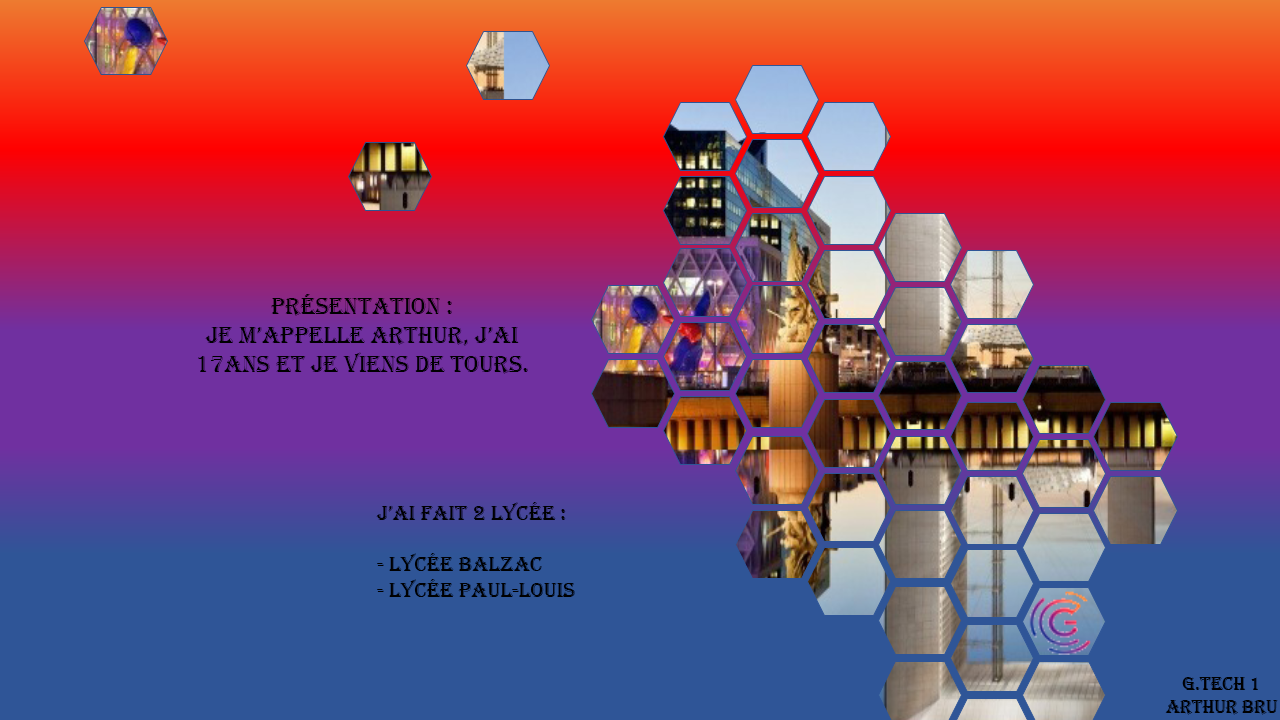 PRÉSENTATION :
JE M'APPELLE ARTHUR, J'AI
17ANS ET JE VIENS DE TOURS.
J'AI FAIT 2 LYCÉE :
- LYCÉE BALZAC
- LYCÉE PAUL-LOUIS
G.TECH 1
ARTHUR BRU